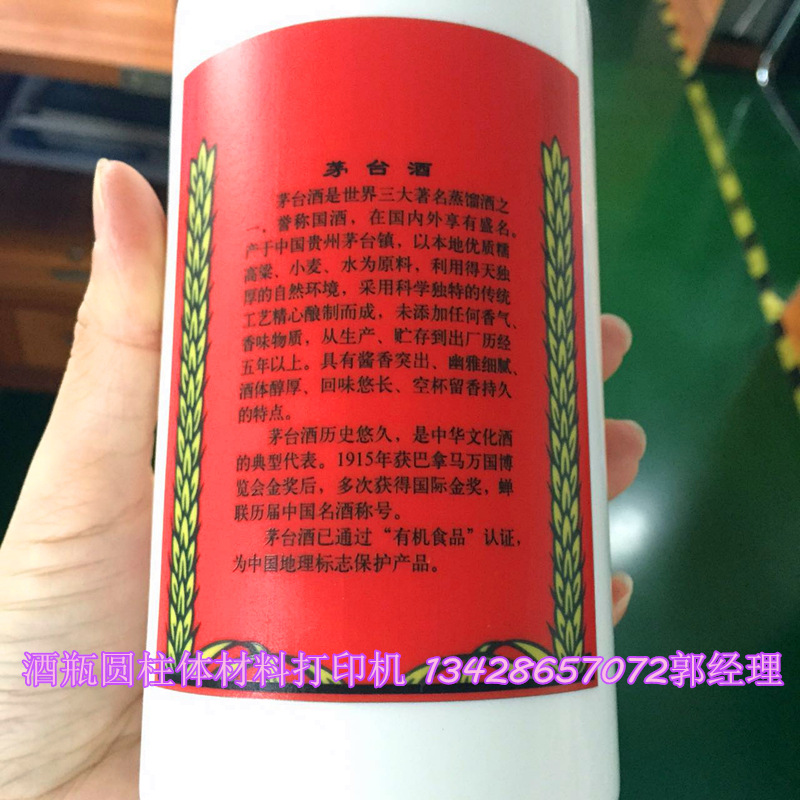 茅台酒
茅台酒是世界三大著名蒸馏酒之
一，誉称国酒，在国内外享有盛名。
产于中国贵州茅台镇，以本地优质糯
高粱、小麦、水为原料，利用得天独
厚的自然环境，采用科学独特的传统
工艺精心酿制而成，未添加任何香气、
香味物质，从生产、贮存到出厂历经
五年以上。具有酱香突出、幽雅细腻、
酒体醇厚、回味悠长、空杯留香持久
的特点。
茅台酒历史悠久，是中华文化酒
的典型代表。1915年获巴拿马万国博
览会金奖后，多次获得国际金奖，蝉
联历届中国名酒称号。
茅台酒已通过“有机食品”认证，
为中国地理标志保护产品。
酒瓶圆柱体材料打印机 13428657072郭经理